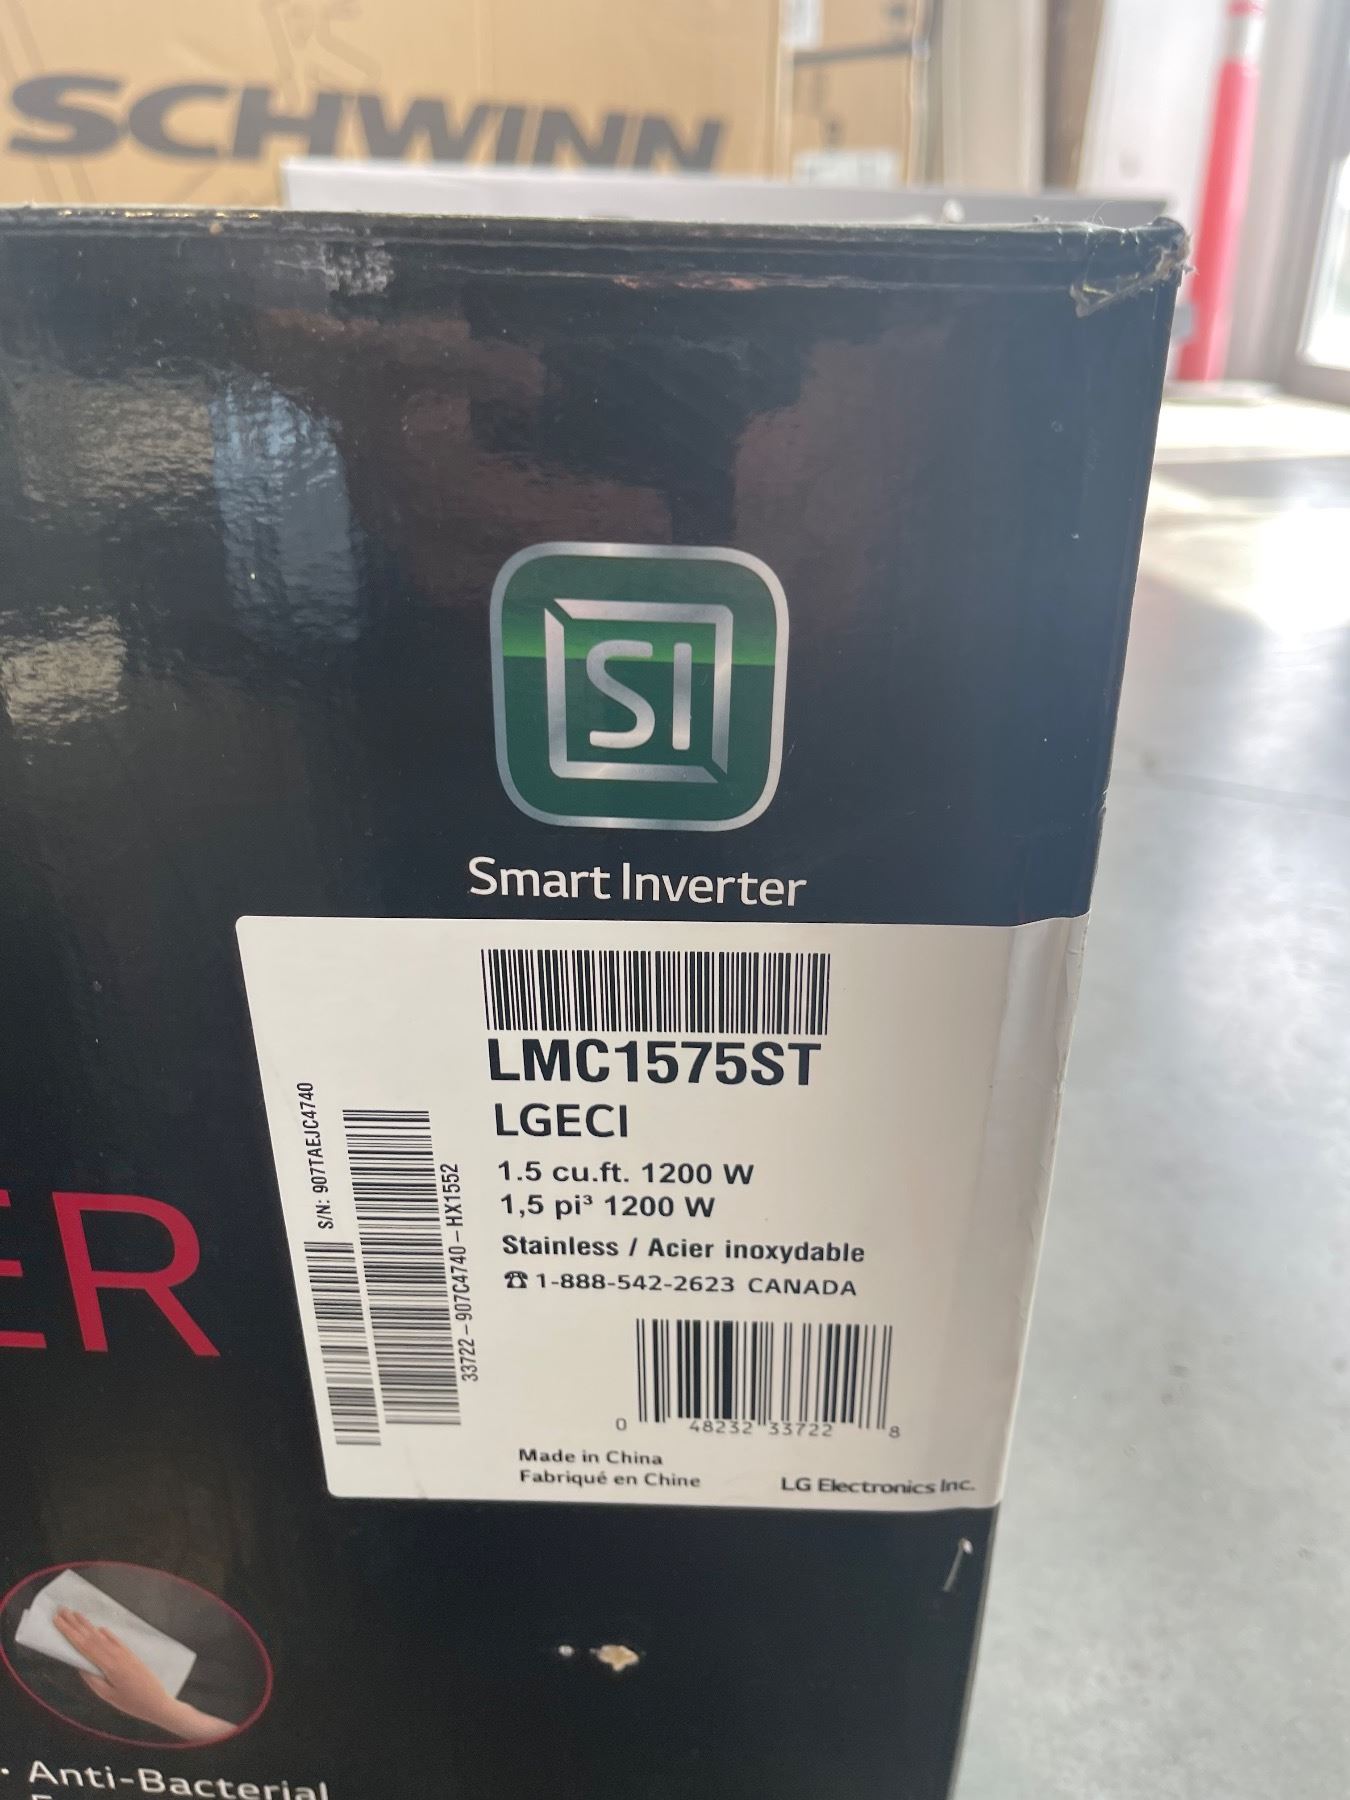 SCHWINN
SI
Smart Inverter
LMC1575ST
LGECI
1.5 cu.ft. 1200 W
1,5 pi³ 1200 W
Stainless / Acier inoxydable
☎ 1-888-542-2623 CANADA
S/N: 907TAEJC4740
33722-907C4740-HX1552
0 48232 33722 8
Made in China
Fabriqué en Chine
LG Electronics Inc.
ER
· Anti-Bacterial